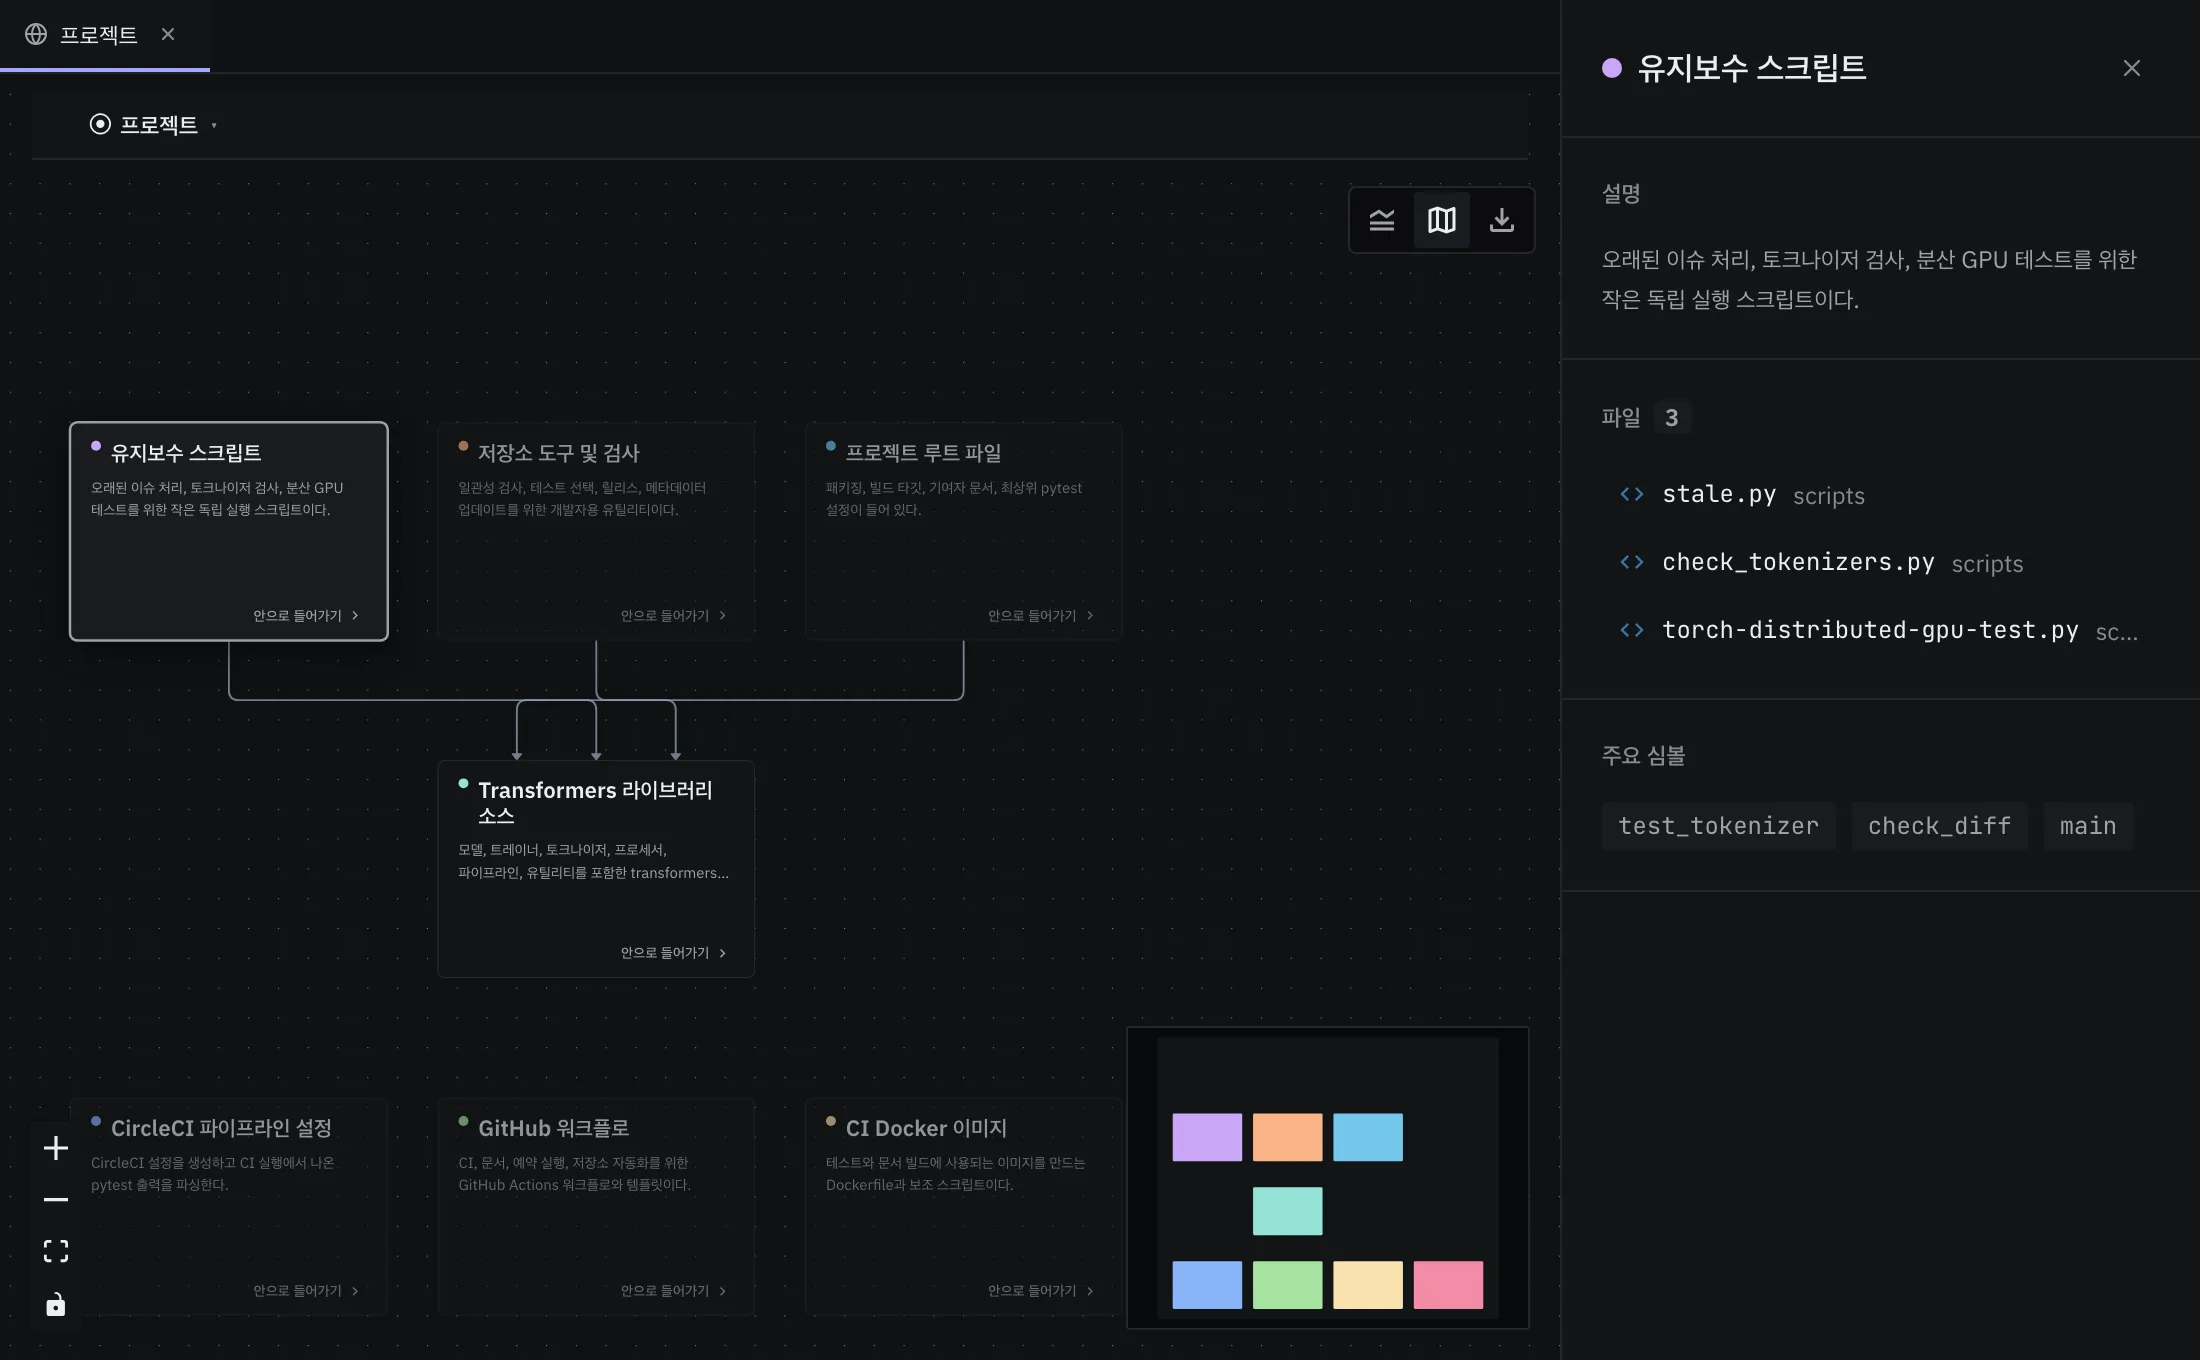 프로젝트
프로젝트
유지보수 스크립트
오래된 이슈 처리, 토크나이저 검사, 분산 GPU
테스트를 위한 작은 독립 실행 스크립트이다.
안으로 들어가기
저장소 도구 및 검사
일관성 검사, 테스트 선택, 릴리스, 메타데이터
업데이트를 위한 개발자용 유틸리티이다.
안으로 들어가기
프로젝트 루트 파일
패키징, 빌드 타깃, 기여자 문서, 최상위 pytest
설정이 들어 있다.
안으로 들어가기
Transformers 라이브러리
소스
모델, 트레이너, 토크나이저, 프로세서,
파이프라인, 유틸리티를 포함한 transformers...
안으로 들어가기
CircleCI 파이프라인 설정
CircleCI 설정을 생성하고 CI 실행에서 나온
pytest 출력을 파싱한다.
안으로 들어가기
GitHub 워크플로
CI, 문서, 예약 실행, 저장소 자동화를 위한
GitHub Actions 워크플로와 템플릿이다.
안으로 들어가기
CI Docker 이미지
테스트와 문서 빌드에 사용되는 이미지를 만드는
Dockerfile과 보조 스크립트이다.
안으로 들어가기
유지보수 스크립트
설명
오래된 이슈 처리, 토크나이저 검사, 분산 GPU 테스트를 위한
작은 독립 실행 스크립트이다.
파일 3
stale.py scripts
check_tokenizers.py scripts
torch-distributed-gpu-test.py sc...
주요 심볼
test_tokenizer check_diff main